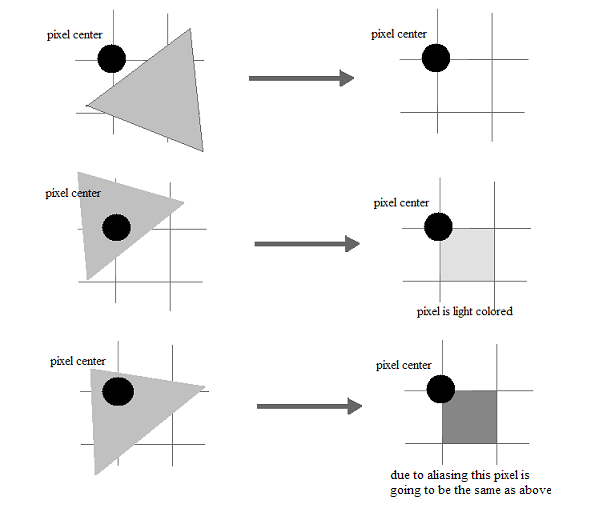 pixel center
pixel center
pixel center
pixel center
pixel is light colored
pixel center
pixel center
due to aliasing this pixel is
going to be the same as above